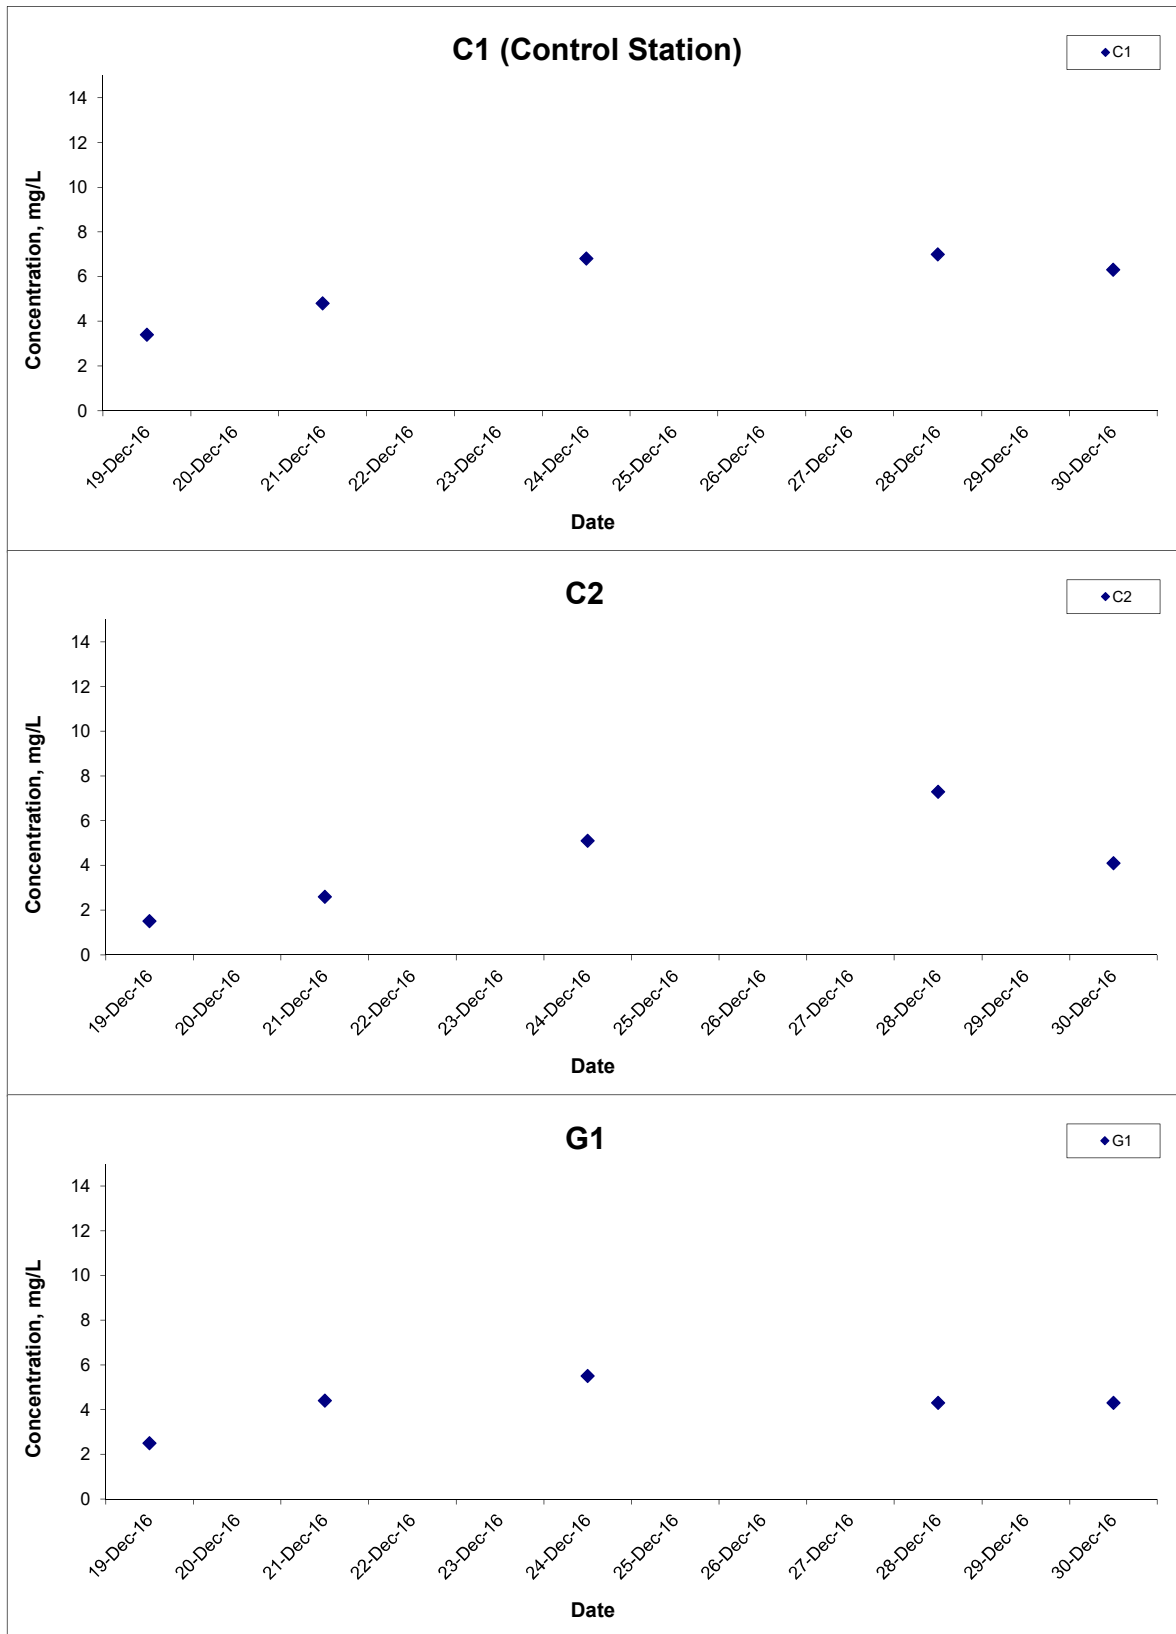 C1 (Control Station)
C1
Concentration, mg/L
14
12
10
8
6
4
2
0
19-Dec-16
20-Dec-16
21-Dec-16
22-Dec-16
23-Dec-16
24-Dec-16
25-Dec-16
26-Dec-16
27-Dec-16
28-Dec-16
29-Dec-16
30-Dec-16
Date
C2
C2
Concentration, mg/L
14
12
10
8
6
4
2
0
19-Dec-16
20-Dec-16
21-Dec-16
22-Dec-16
23-Dec-16
24-Dec-16
25-Dec-16
26-Dec-16
27-Dec-16
28-Dec-16
29-Dec-16
30-Dec-16
Date
G1
G1
Concentration, mg/L
14
12
10
8
6
4
2
0
19-Dec-16
20-Dec-16
21-Dec-16
22-Dec-16
23-Dec-16
24-Dec-16
25-Dec-16
26-Dec-16
27-Dec-16
28-Dec-16
29-Dec-16
30-Dec-16
Date